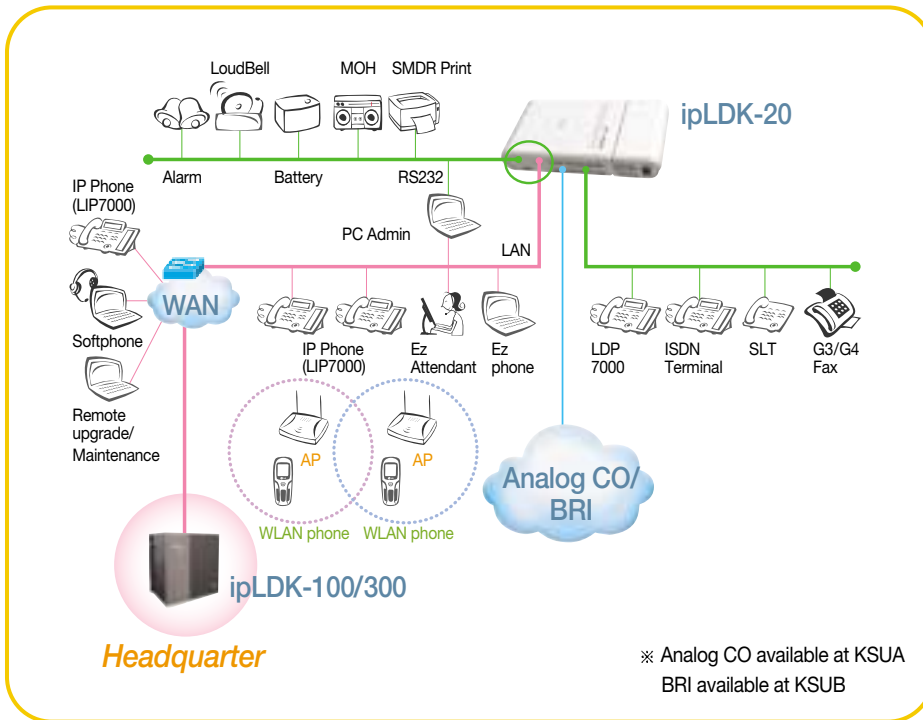 LoudBell
MOH
SMDR Print
ipLDK-20
Alarm
Battery
RS232
IP Phone
(LIP7000)
PC Admin
LAN
WAN
Softphone
IP Phone
(LIP7000)
Ez
Attendant
Ez
phone
LDP
7000
ISDN
Terminal
SLT
G3/G4
Fax
Remote
upgrade/
Maintenance
AP
AP
WLAN phone
WLAN phone
Analog CO/
BRI
ipLDK-100/300
Headquarter
※ Analog CO available at KSUA
BRI available at KSUB